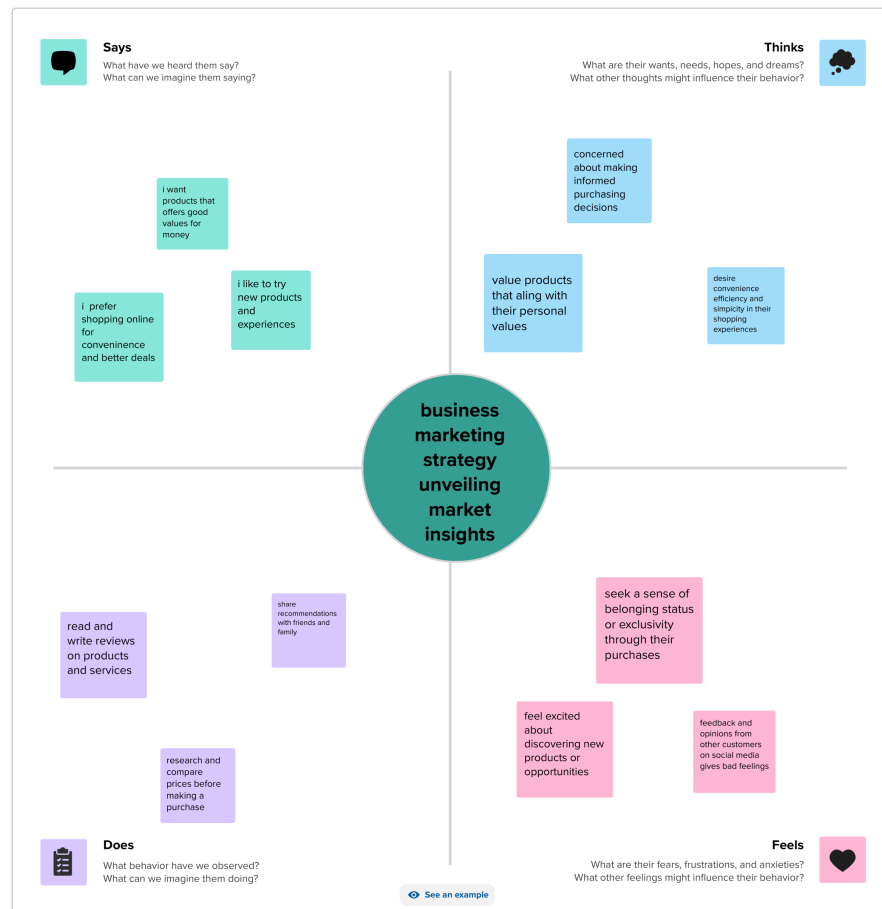 Says
What have we heard them say?
What can we imagine them saying?
Thinks
What are their wants, needs, hopes, and dreams?
What other thoughts might influence their behavior?
i want
products that
offers good
values for
money
i like to try
new products
and
experiences
i  prefer
shopping online
for
conveninence
and better deals
concerned
about making
informed
purchasing
decisions
value products
that aling with
their personal
values
desire
convenience
efficiency and
simpicity in their
shopping
experiences
business
marketing
strategy
unveiling
market
insights
read and
write reviews
on products
and services
share
recommendations
with friends and
family
research and
compare
prices before
making a
purchase
seek a sense of
belonging status
or exclusivity
through their
purchases
feel excited
about
discovering new
products or
opportunities
feedback and
opinions from
other customers
on social media
gives bad feelings
Does
What behavior have we observed?
What can we imagine them doing?
Feels
What are their fears, frustrations, and anxieties?
What other feelings might influence their behavior?
See an example